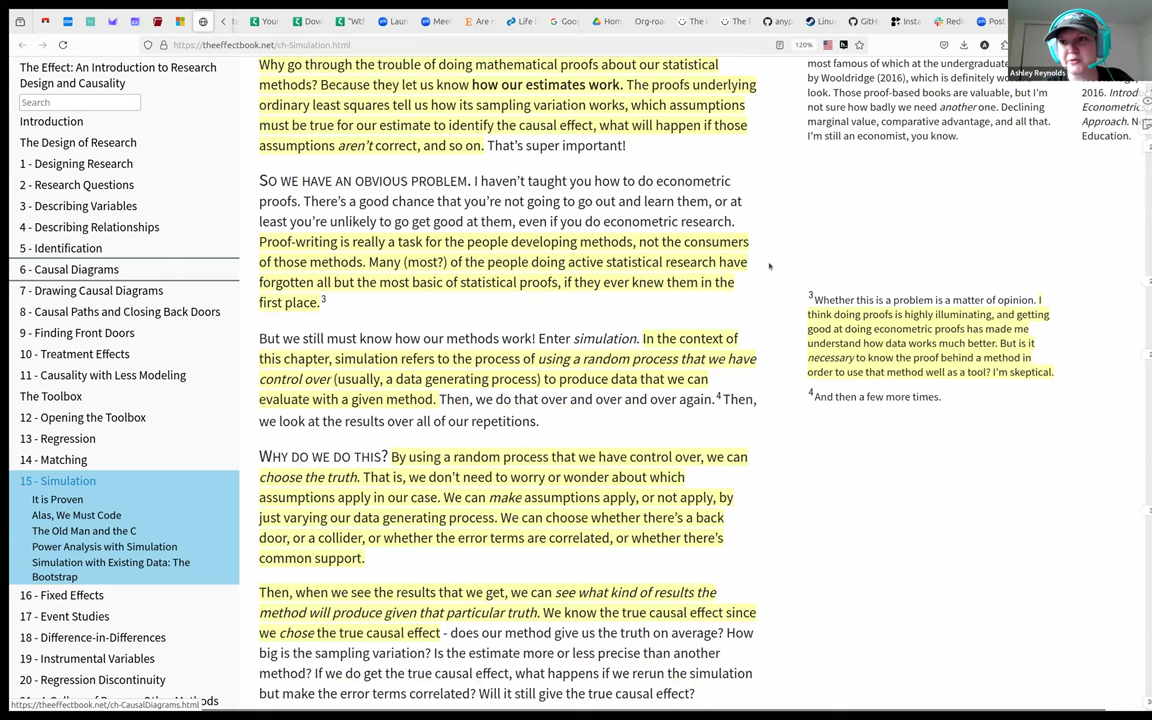 Your
Dow
"Wt
Laun
Meet
Are r
Life l
Goo
Hom
Org-roa
The l
The l
anyp
Linu
GitH
Insta
Redi
Post
https://theeffectbook.net/ch-Simulation.html
120%
Ashley Reynolds
The Effect: An Introduction to Research
Design and Causality
Search
Introduction
The Design of Research
1 - Designing Research
2 - Research Questions
3 - Describing Variables
4 - Describing Relationships
5 - Identification
6 - Causal Diagrams
7 - Drawing Causal Diagrams
8 - Causal Paths and Closing Back Doors
9 - Finding Front Doors
10 - Treatment Effects
11 - Causality with Less Modeling
The Toolbox
12 - Opening the Toolbox
13 - Regression
14 - Matching
15 - Simulation
It is Proven
Alas, We Must Code
The Old Man and the C
Power Analysis with Simulation
Simulation with Existing Data: The
Bootstrap
16 - Fixed Effects
17 - Event Studies
18 - Difference-in-Differences
19 - Instrumental Variables
20 - Regression Discontinuity
ods
https://theeffectbook.net/ch-CausalDiagrams.html
Why go through the trouble of doing mathematical proofs about our statistical
methods? Because they let us know how our estimates work. The proofs underlying
ordinary least squares tell us how its sampling variation works, which assumptions
must be true for our estimate to identify the causal effect, what will happen if those
assumptions aren't correct, and so on. That's super important!
SO WE HAVE AN OBVIOUS PROBLEM. I haven't taught you how to do econometric
proofs. There's a good chance that you're not going to go out and learn them, or at
least you're unlikely to go get good at them, even if you do econometric research.
Proof-writing is really a task for the people developing methods, not the consumers
of those methods. Many (most?) of the people doing active statistical research have
forgotten all but the most basic of statistical proofs, if they ever knew them in the
first place.3
But we still must know how our methods work! Enter simulation. In the context of
this chapter, simulation refers to the process of using a random process that we have
control over (usually, a data generating process) to produce data that we can
evaluate with a given method. Then, we do that over and over and over again.4 Then,
we look at the results over all of our repetitions.
WHY DO WE DO THIS? By using a random process that we have control over, we can
choose the truth. That is, we don't need to worry or wonder about which
assumptions apply in our case. We can make assumptions apply, or not apply, by
just varying our data generating process. We can choose whether there's a back
door, or a collider, or whether the error terms are correlated, or whether there's
common support.
Then, when we see the results that we get, we can see what kind of results the
method will produce given that particular truth. We know the true causal effect since
we chose the true causal effect - does our method give us the truth on average? How
big is the sampling variation? Is the estimate more or less precise than another
method? If we do get the true causal effect, what happens if we rerun the simulation
but make the error terms correlated? Will it still give the true causal effect?
most famous of which at the undergraduate
by Wooldridge (2016), which is definitely wo
look. Those proof-based books are valuable, but I'm
not sure how badly we need another one. Declining
marginal value, comparative advantage, and all that.
I'm still an economist, you know.
2016. Introd
Econometric
Approach. N
Education.
3 Whether this is a problem is a matter of opinion. I
think doing proofs is highly illuminating, and getting
good at doing econometric proofs has made me
understand how data works much better. But is it
necessary to know the proof behind a method in
order to use that method well as a tool? I'm skeptical.
4 And then a few more times.